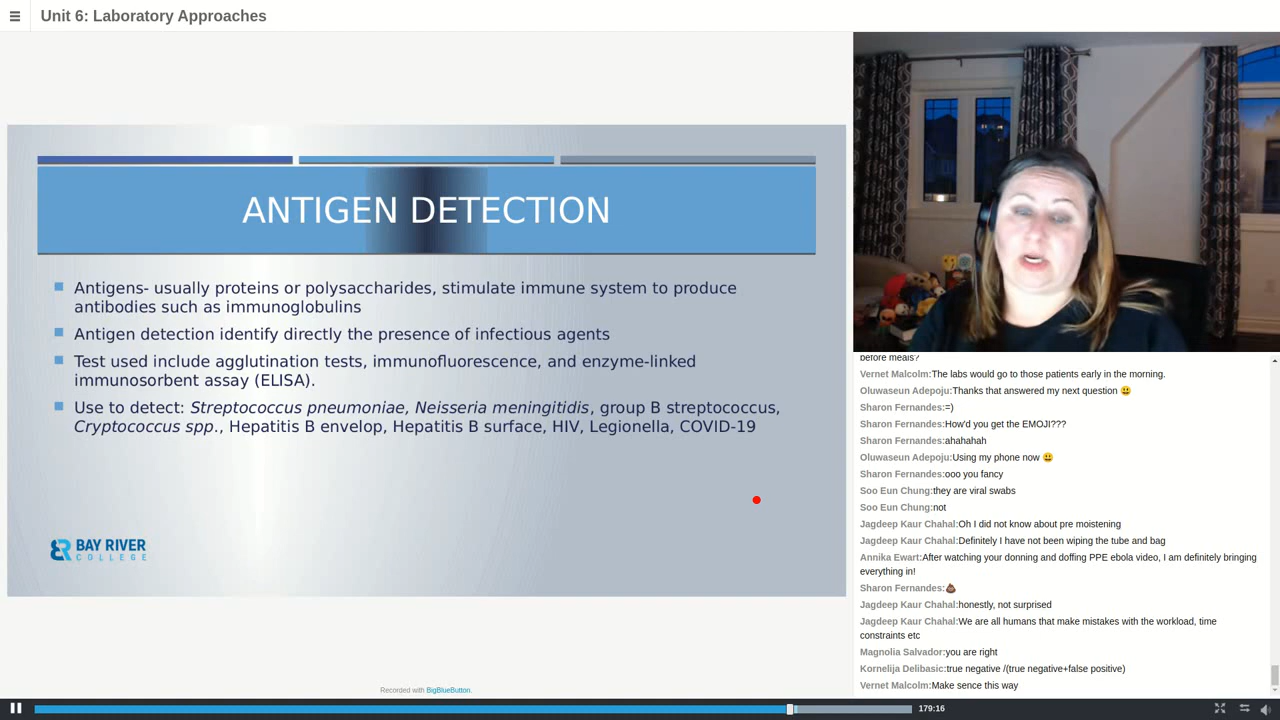 Unit 6: Laboratory Approaches
ANTIGEN DETECTION
Antigens- usually proteins or polysaccharides, stimulate immune system to produce
antibodies such as immunoglobulins
Antigen detection identify directly the presence of infectious agents
Test used include agglutination tests, immunofluorescence, and enzyme-linked
immunosorbent assay (ELISA).
Use to detect: Streptococcus pneumoniae, Neisseria meningitidis, group B streptococcus,
Cryptococcus spp., Hepatitis B envelop, Hepatitis B surface, HIV, Legionella, COVID-19
BAY RIVER
COLLEGE
Recorded with BigBlueButton.
before meals?
Vernet Malcolm:The labs would go to those patients early in the morning.
Oluwaseun Adepoju:Thanks that answered my next question 😃
Sharon Fernandes:=)
Sharon Fernandes:How'd you get the EMOJI???
Sharon Fernandes:ahahahah
Oluwaseun Adepoju:Using my phone now 😃
Sharon Fernandes:ooo you fancy
Soo Eun Chung:they are viral swabs
Soo Eun Chung:not
Jagdeep Kaur Chahal:Oh I did not know about pre moistening
Jagdeep Kaur Chahal:Definitely I have not been wiping the tube and bag
Annika Ewart:After watching your donning and doffing PPE ebola video, I am definitely bringing
everything in!
Sharon Fernandes:💩
Jagdeep Kaur Chahal:honestly, not surprised
Jagdeep Kaur Chahal:We are all humans that make mistakes with the workload, time
constraints etc
Magnolia Salvador:you are right
Kornelija Delibasic:true negative /(true negative+false positive)
Vernet Malcolm:Make sence this way
179:16